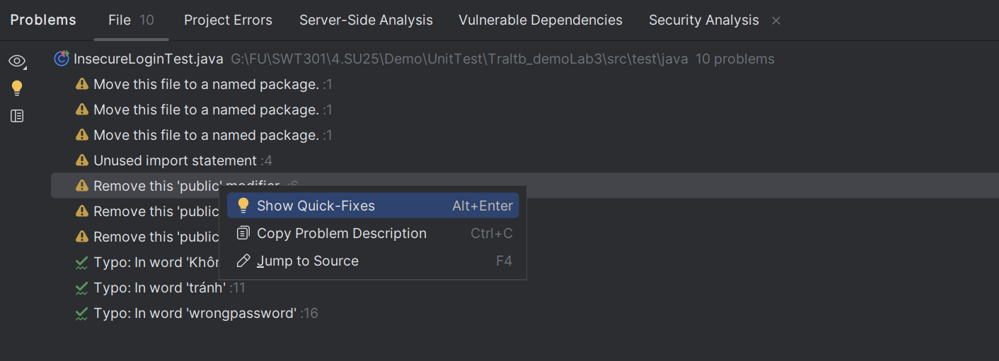 Problems File 10 Project Errors Server-Side Analysis Vulnerable Dependencies Security Analysis
InsecureLoginTest.java G:\FU\SWT301\4.SU25\Demo\UnitTest\Traltb_demoLab3\src\test\java 10 problems
Move this file to a named package. :1
Move this file to a named package. :1
Move this file to a named package. :1
Unused import statement :4
Remove this 'public' modifier. :6
Show Quick-Fixes Alt+Enter
Remove this 'public
Copy Problem Description Ctrl+C
Remove this 'public
Jump to Source F4
Typo: In word 'Khôn
Typo: In word 'tránh' :11
Typo: In word 'wrongpassword' :16